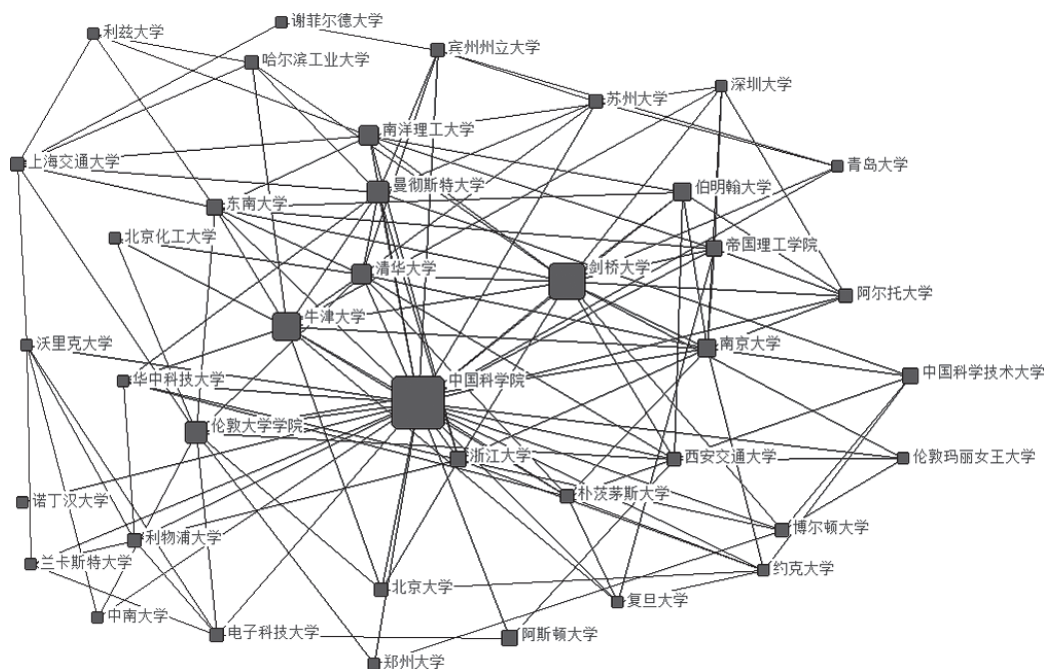 谢菲尔德大学
利兹大学
宾州州立大学
哈尔滨工业大学
深圳大学
苏州大学
南洋理工大学
上海交通大学
青岛大学
曼彻斯特大学
伯明翰大学
东南大学
北京化工大学
帝国理工学院
清华大学
剑桥大学
阿尔托大学
牛津大学
沃里克大学
南京大学
中国科学技术大学
华中科技大学
中国科学院
伦敦大学学院
浙江大学
西安交通大学
伦敦玛丽女王大学
诺丁汉大学
朴茨茅斯大学
博尔顿大学
利物浦大学
兰卡斯特大学
约克大学
北京大学
复旦大学
中南大学
电子科技大学
阿斯顿大学
郑州大学